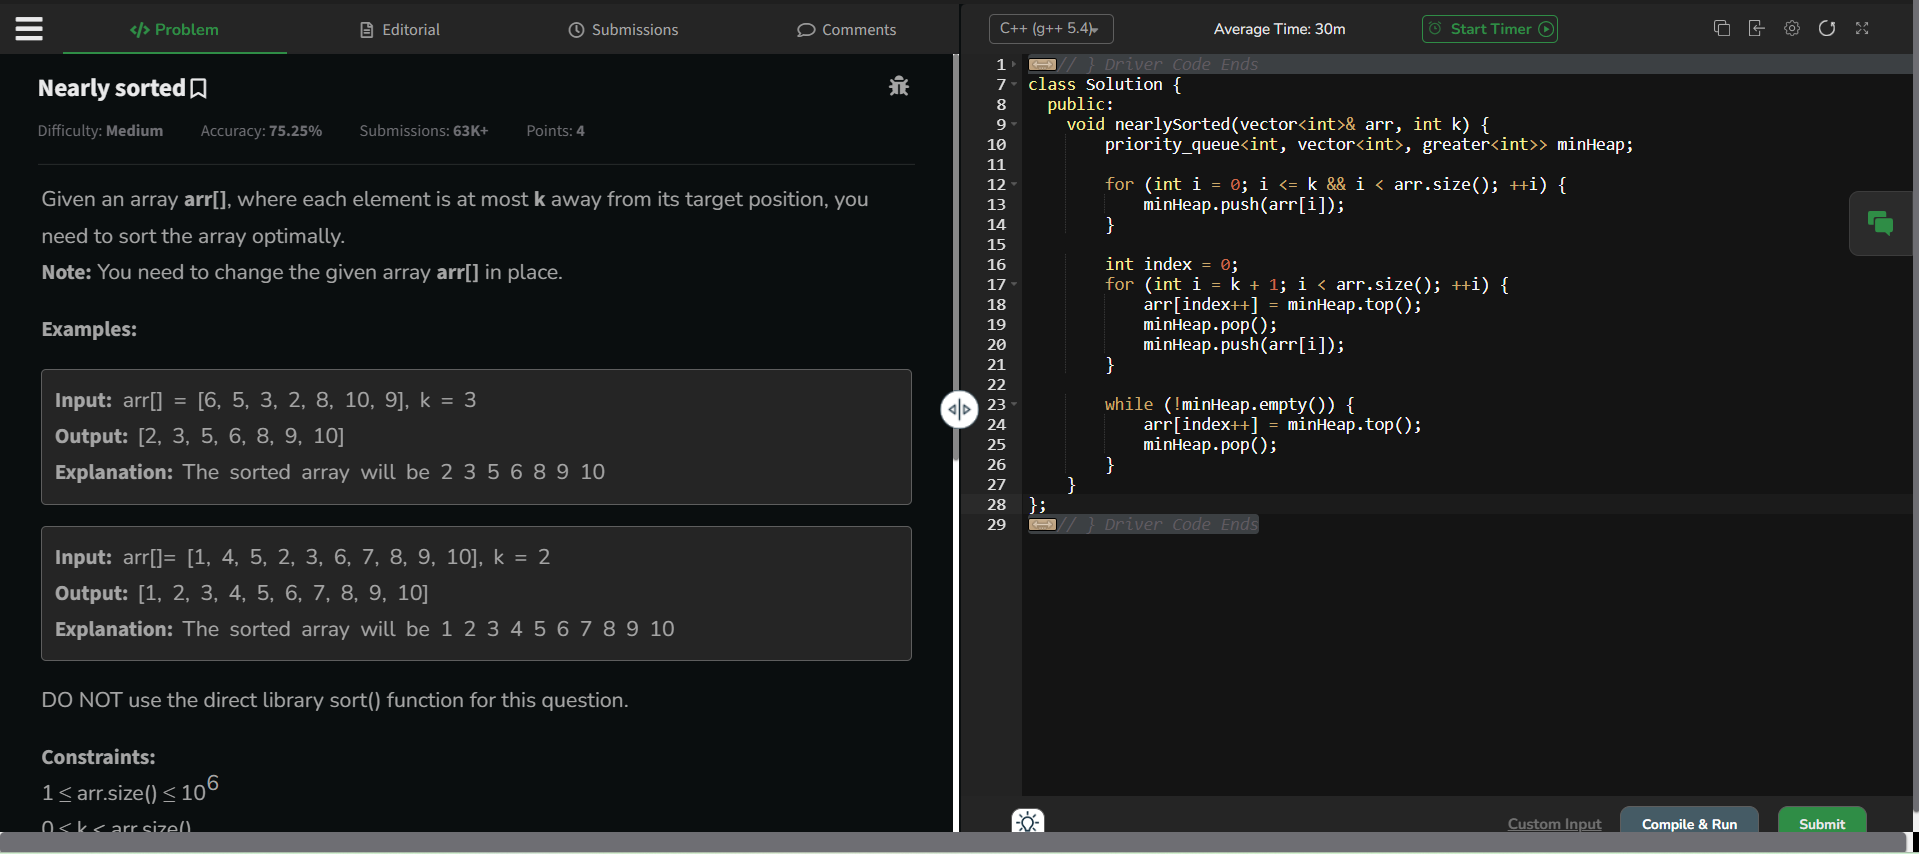 </> Problem
Editorial
Submissions
Comments
Nearly sorted
Difficulty: Medium Accuracy: 75.25% Submissions: 63K+ Points: 4
Given an array arr[], where each element is at most k away from its target position, you
need to sort the array optimally.
Note: You need to change the given array arr[] in place.
Examples:
Input: arr[] = [6, 5, 3, 2, 8, 10, 9], k = 3
Output: [2, 3, 5, 6, 8, 9, 10]
Explanation: The sorted array will be 2 3 5 6 8 9 10
Input: arr[]= [1, 4, 5, 2, 3, 6, 7, 8, 9, 10], k = 2
Output: [1, 2, 3, 4, 5, 6, 7, 8, 9, 10]
Explanation: The sorted array will be 1 2 3 4 5 6 7 8 9 10
DO NOT use the direct library sort() function for this question.
Constraints:
1 ≤ arr.size() ≤ 10⁶
0 ≤ k < arr.size()
C++ (g++ 5.4)
Average Time: 30m
Start Timer
1 // } Driver Code Ends
7 class Solution {
8 public:
9 void nearlySorted(vector<int>& arr, int k) {
10 priority_queue<int, vector<int>, greater<int>> minHeap;
11
12 for (int i = 0; i <= k && i < arr.size(); ++i) {
13 minHeap.push(arr[i]);
14 }
15
16 int index = 0;
17 for (int i = k + 1; i < arr.size(); ++i) {
18 arr[index++] = minHeap.top();
19 minHeap.pop();
20 minHeap.push(arr[i]);
21 }
22
23 while (!minHeap.empty()) {
24 arr[index++] = minHeap.top();
25 minHeap.pop();
26 }
27 }
28 };
29 // } Driver Code Ends
Custom Input
Compile & Run
Submit